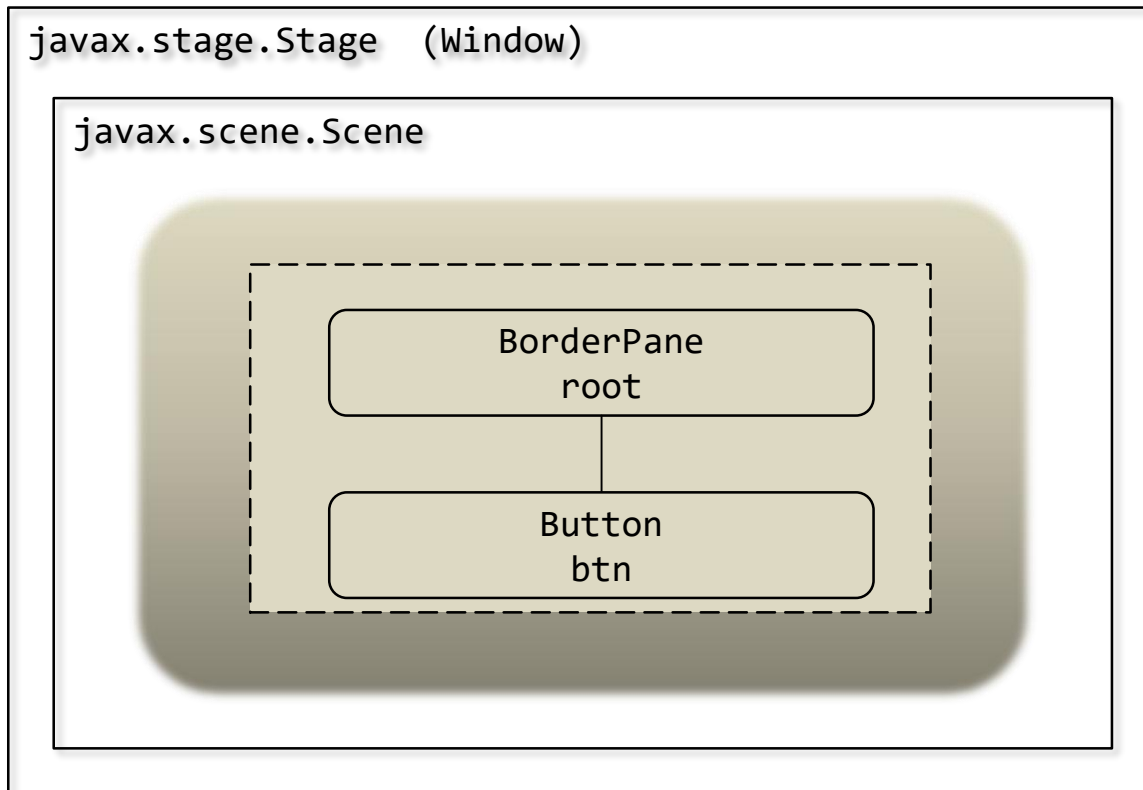 javax.stage.Stage (Window)
javax.scene.Scene
BorderPane
root
Button
btn